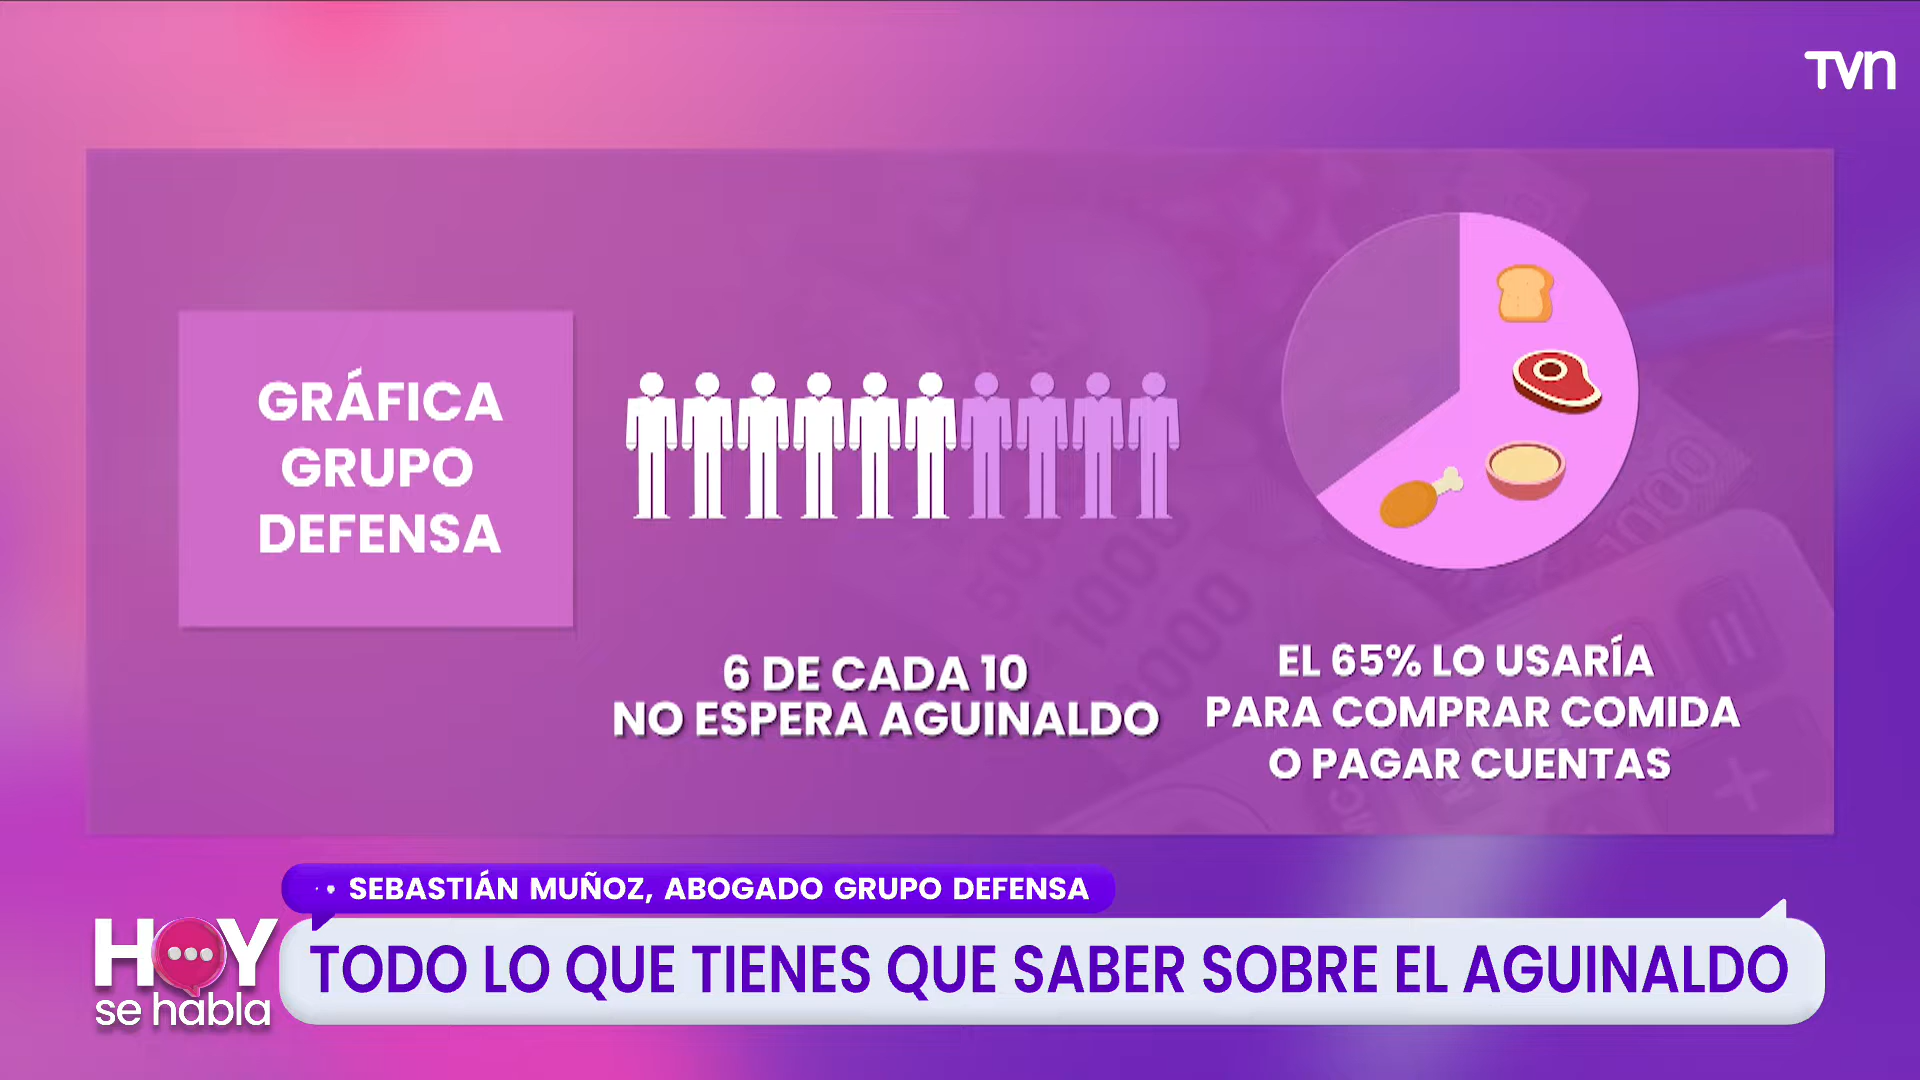 TVN
GRÁFICA
GRUPO
DEFENSA
6 DE CADA 10
NO ESPERA AGUINALDO
EL 65% LO USARÍA
PARA COMPRAR COMIDA
O PAGAR CUENTAS
SEBASTIÁN MUÑOZ, ABOGADO GRUPO DEFENSA
HOY
se habla
TODO LO QUE TIENES QUE SABER SOBRE EL AGUINALDO